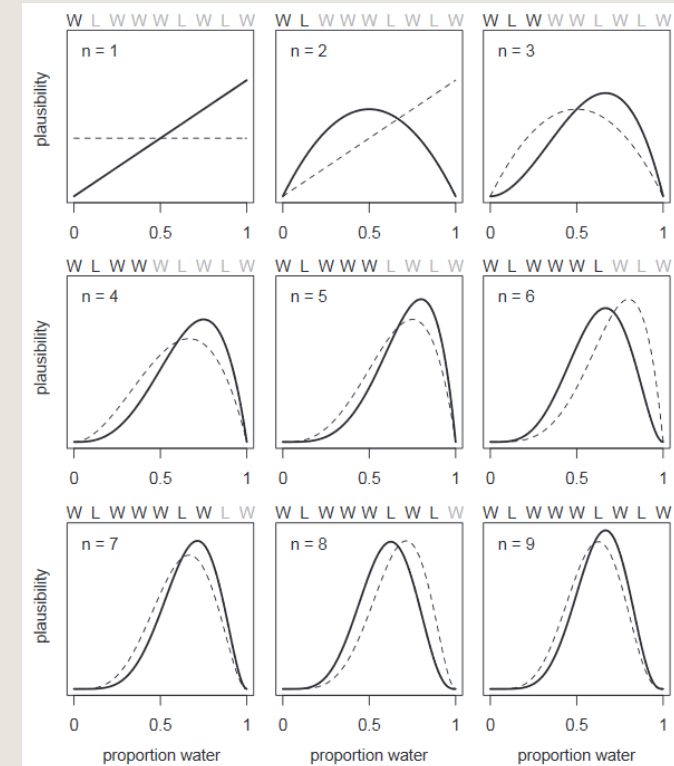 W L W W W L W L W W L W W W L W L W W L W W W L W L W
n = 1 n = 2 n = 3
plausibility
0 0.5 1 0 0.5 1 0 0.5 1
W L W W W L W L W W L W W W L W L W W L W W W L W L W
n = 4 n = 5 n = 6
plausibility
0 0.5 1 0 0.5 1 0 0.5 1
W L W W W L W L W W L W W W L W L W W L W W W L W L W
n = 7 n = 8 n = 9
plausibility
0 0.5 1 0 0.5 1 0 0.5 1
proportion water proportion water proportion water